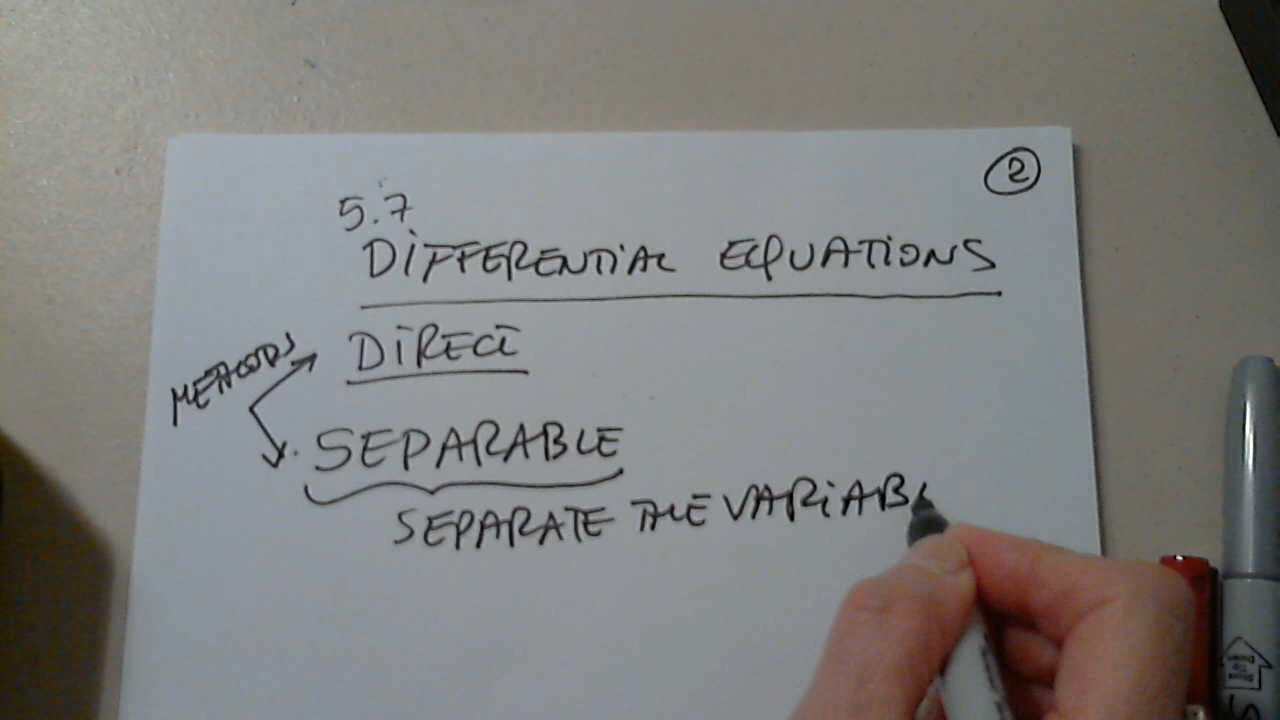 2
5.7
DIFFERENTIAL EQUATIONS
DIRECT
METHODS
SEPARABLE
SEPARATE THE VARIAB